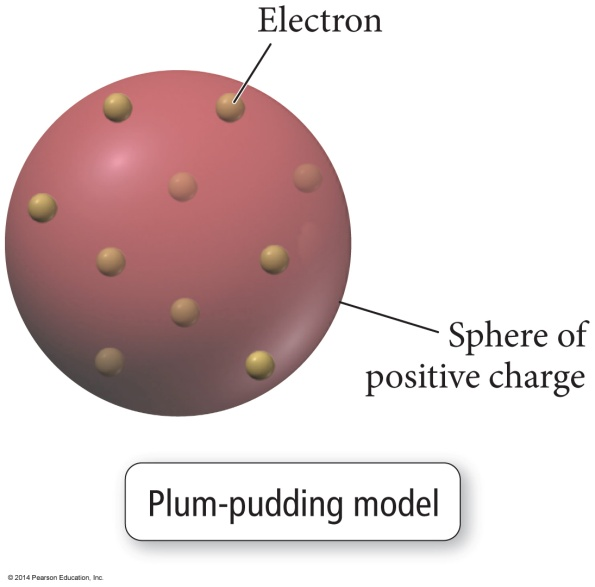 Electron
Sphere of
positive charge
Plum-pudding model
© 2014 Pearson Education, Inc.